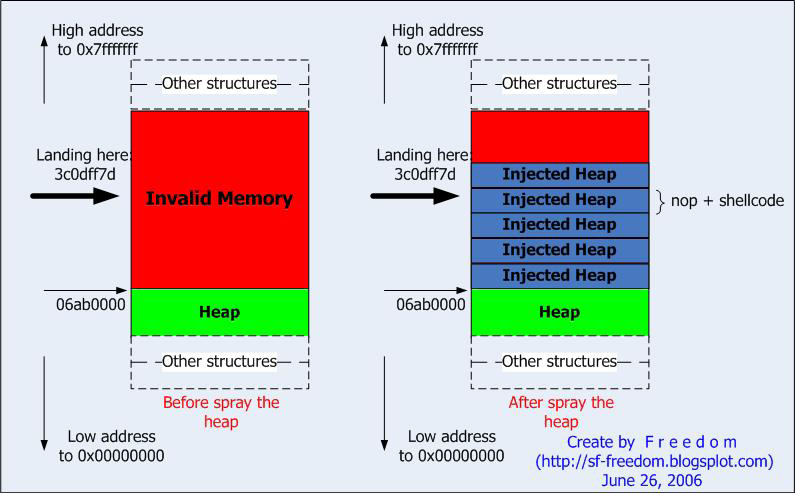 High address
to 0x7fffffff
Other structures
Landing here:
3c0dff7d
Invalid Memory
06ab0000
Heap
Other structures
Before spray the
heap
Low address
to 0x00000000
High address
to 0x7fffffff
Other structures
Landing here:
3c0dff7d
Injected Heap
Injected Heap
nop + shellcode
Injected Heap
Injected Heap
Injected Heap
06ab0000
Heap
Other structures
After spray the
heap
Low address
to 0x00000000
Create by F r e e d o m
(http://sf-freedom.blogsplot.com)
June 26, 2006